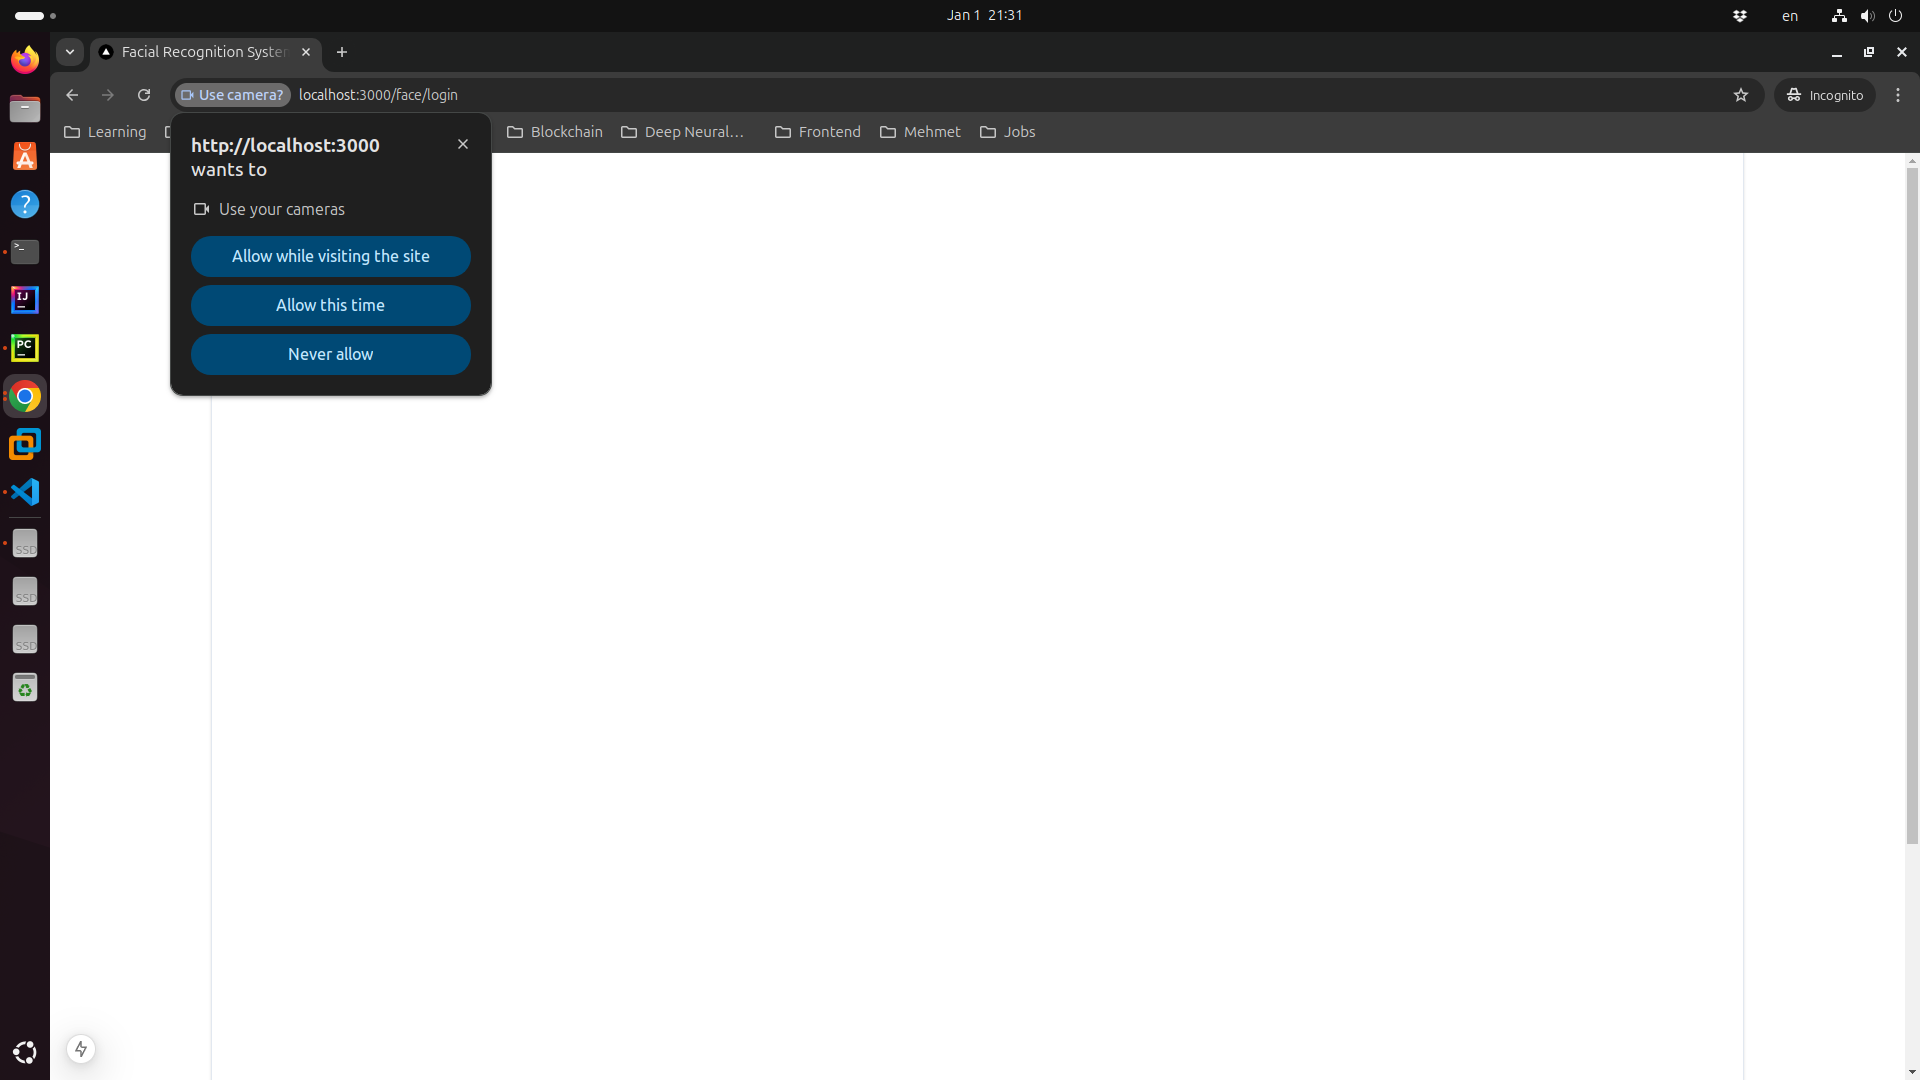 Jan 1 21:31
en
Facial Recognition Syster
Use camera?
localhost:3000/face/login
Incognito
Learning
Blockchain
Deep Neural…
Frontend
Mehmet
Jobs
http://localhost:3000
wants to
Use your cameras
Allow while visiting the site
Allow this time
Never allow
IJ
PC
SSD
SSD
SSD